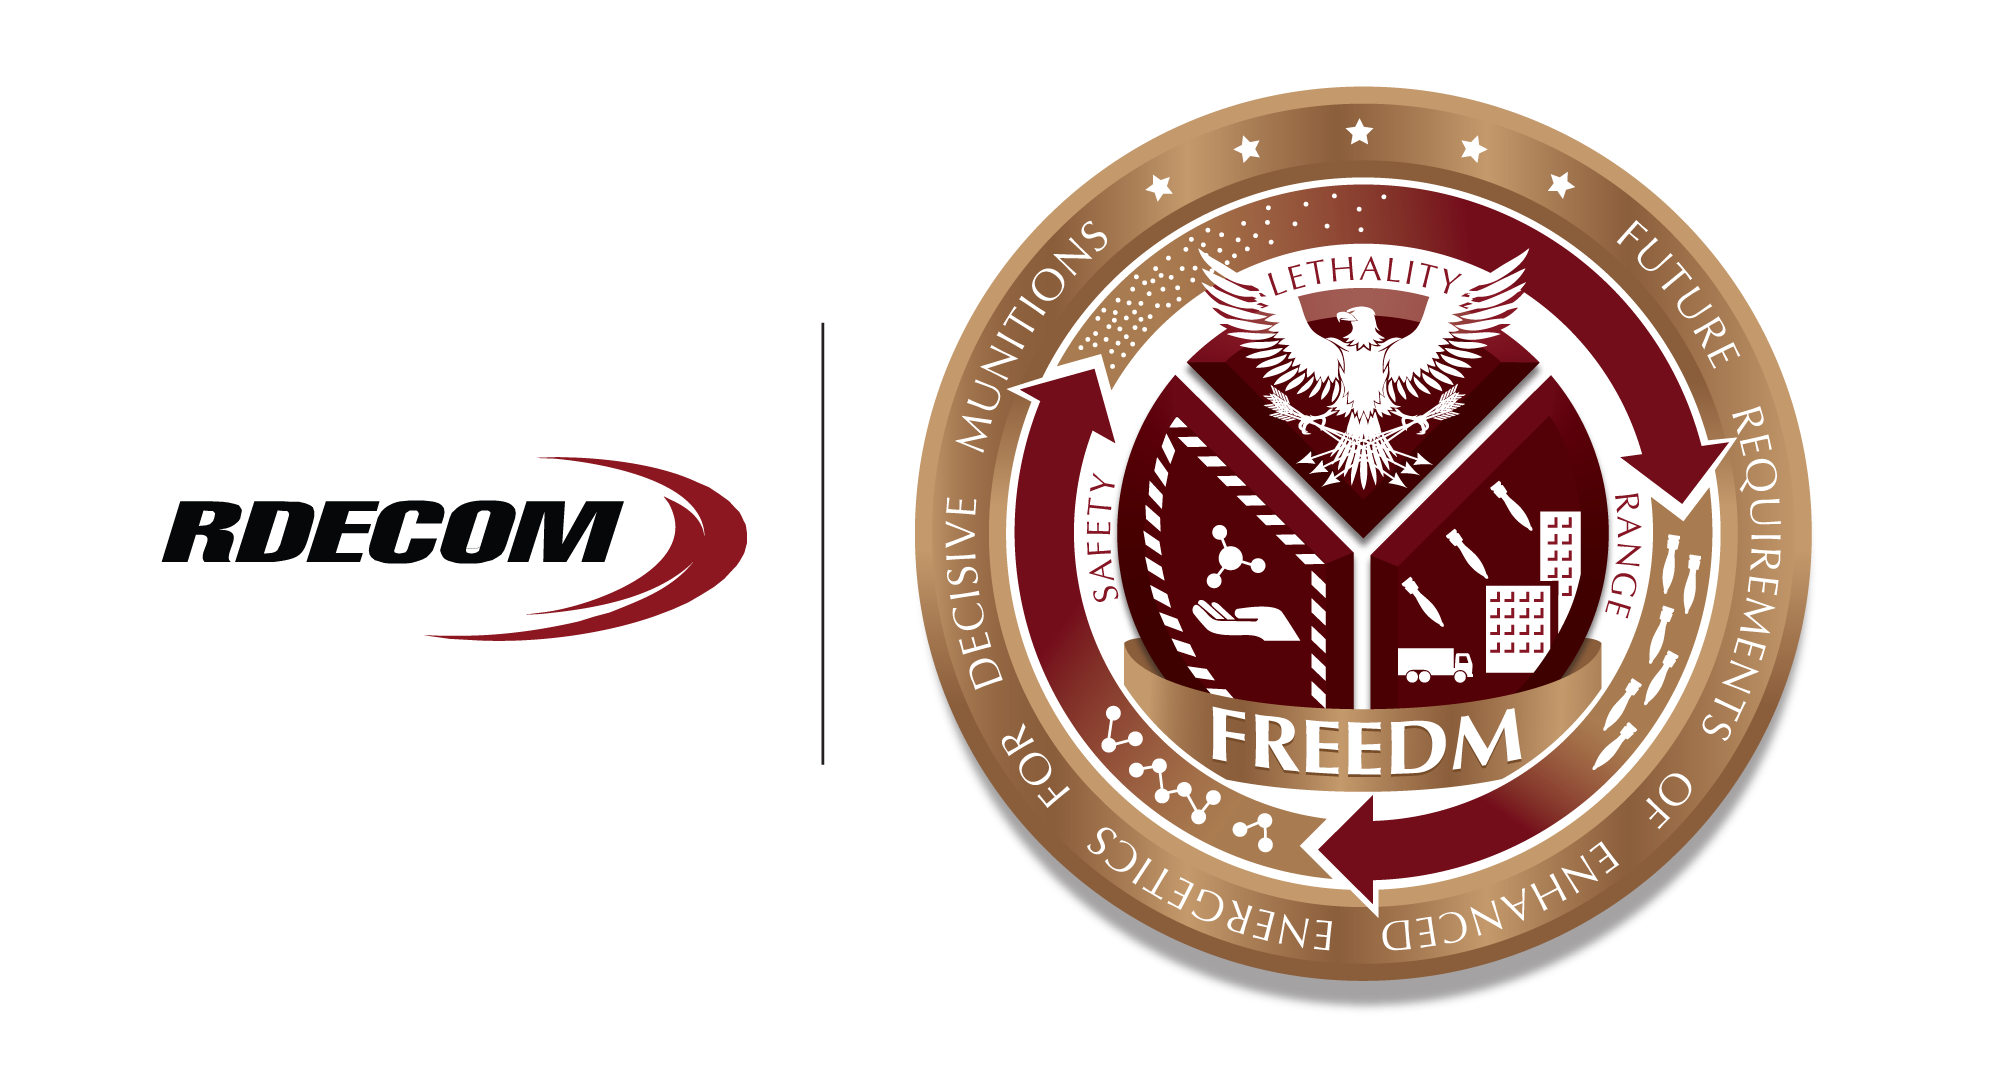 RDECOM
FUTURE REQUIREMENTS OF ENHANCED ENERGETICS FOR DECISIVE MUNITIONS
LETHALITY
SAFETY
RANGE
FREEDM